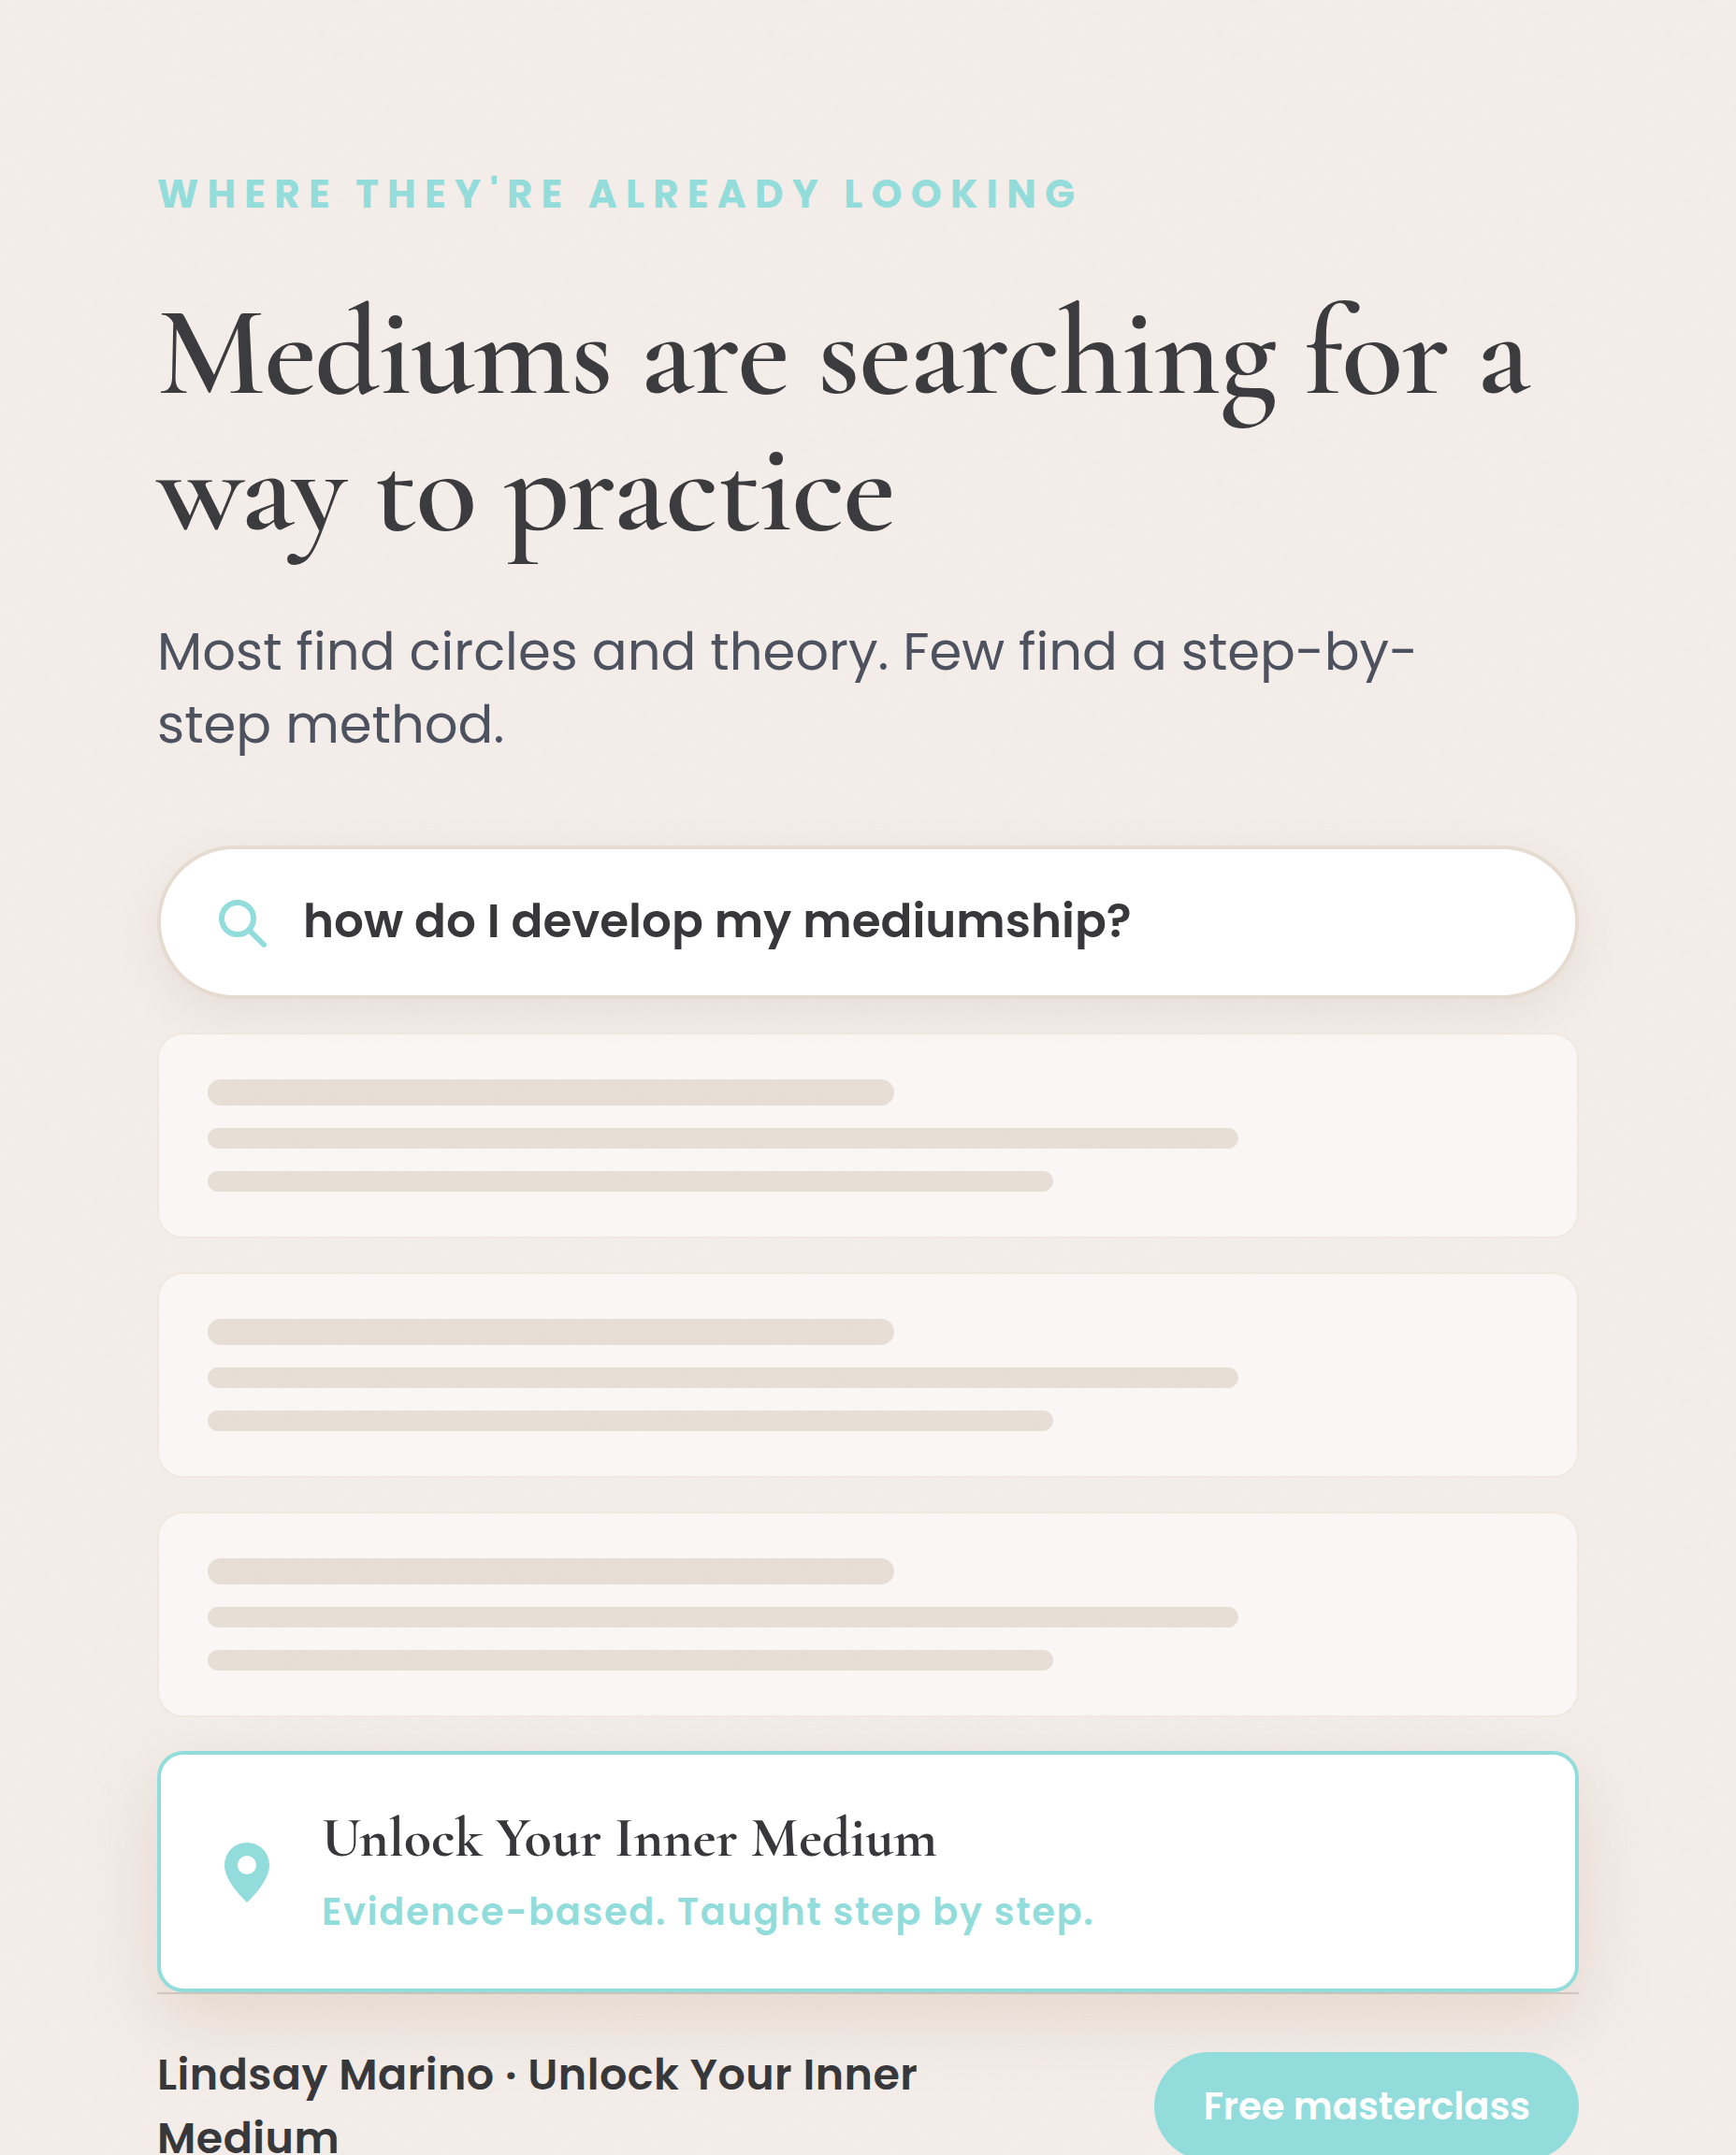 WHERE THEY'RE ALREADY LOOKING
Mediums are searching for a
way to practice
Most find circles and theory. Few find a step-by-
step method.
how do I develop my mediumship?
Unlock Your Inner Medium
Evidence-based. Taught step by step.
Lindsay Marino · Unlock Your Inner
Medium
Free masterclass